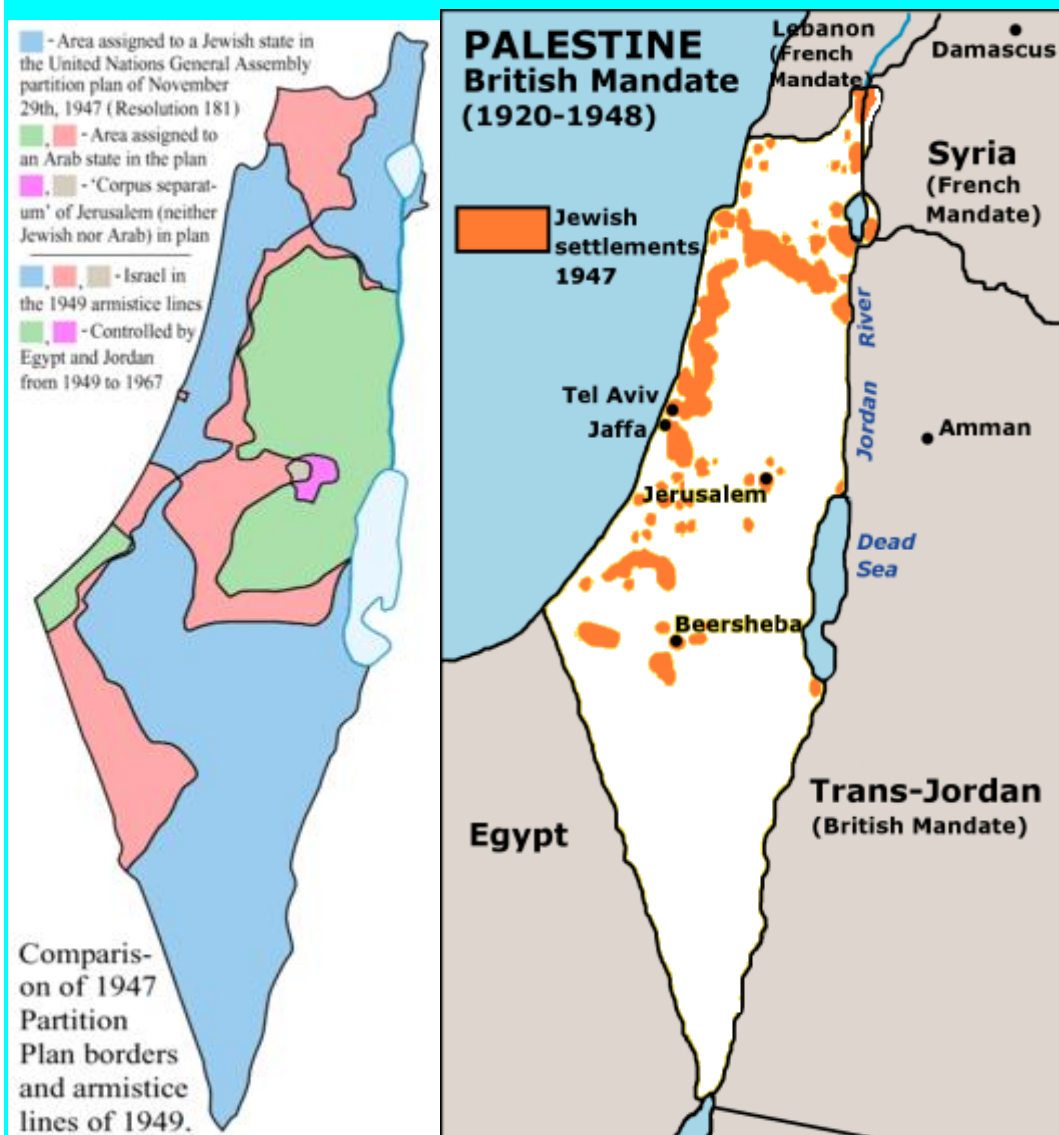 - Area assigned to a Jewish state in
the United Nations General Assembly
partition plan of November
29th, 1947 (Resolution 181)
, - Area assigned to
an Arab state in the plan
, - 'Corpus separat-
um' of Jerusalem (neither
Jewish nor Arab) in plan
, , - Israel in
the 1949 armistice lines
, - Controlled by
Egypt and Jordan
from 1949 to 1967
Comparis-
on of 1947
Partition
Plan borders
and armistice
lines of 1949.
PALESTINE
British Mandate
(1920-1948)
Jewish
settlements
1947
Lebanon
(French
Mandate)
Damascus
Syria
(French
Mandate)
River
Jordan
Tel Aviv
Jaffa
Amman
Jerusalem
Dead
Sea
Beersheba
Trans-Jordan
(British Mandate)
Egypt